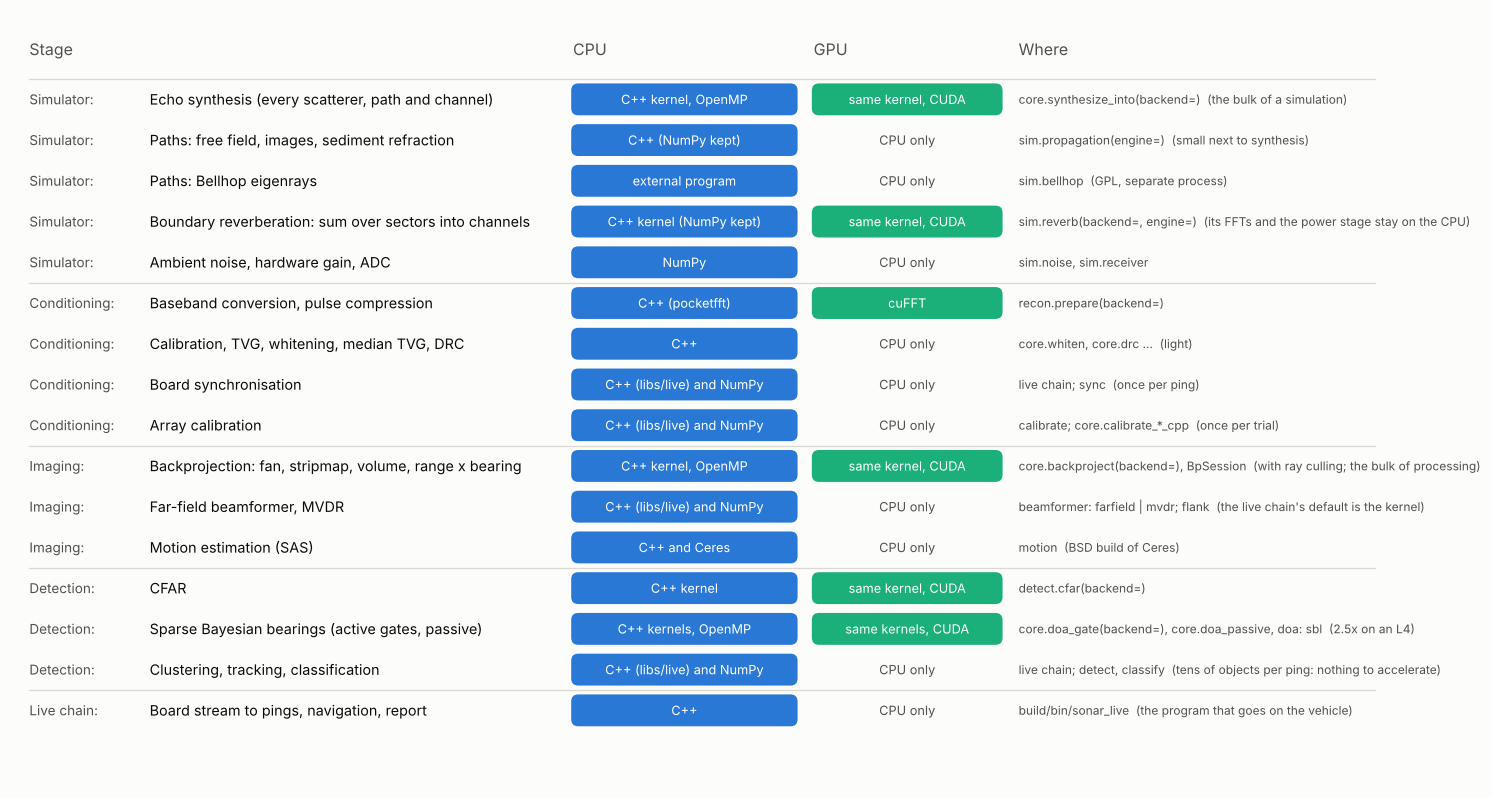 Stage CPU GPU Where
Simulator: Echo synthesis (every scatterer, path and channel) C++ kernel, OpenMP same kernel, CUDA core.synthesize_into(backend=) (the bulk of a simulation)
Simulator: Paths: free field, images, sediment refraction C++ (NumPy kept) CPU only sim.propagation(engine=) (small next to synthesis)
Simulator: Paths: Bellhop eigenrays external program CPU only sim.bellhop (GPL, separate process)
Simulator: Boundary reverberation: sum over sectors into channels C++ kernel (NumPy kept) same kernel, CUDA sim.reverb(backend=, engine=) (its FFTs and the power stage stay on the CPU)
Simulator: Ambient noise, hardware gain, ADC NumPy CPU only sim.noise, sim.receiver
Conditioning: Baseband conversion, pulse compression C++ (pocketfft) cuFFT recon.prepare(backend=)
Conditioning: Calibration, TVG, whitening, median TVG, DRC C++ CPU only core.whiten, core.drc ... (light)
Conditioning: Board synchronisation C++ (libs/live) and NumPy CPU only live chain; sync (once per ping)
Conditioning: Array calibration C++ (libs/live) and NumPy CPU only calibrate; core.calibrate_*_cpp (once per trial)
Imaging: Backprojection: fan, stripmap, volume, range x bearing C++ kernel, OpenMP same kernel, CUDA core.backproject(backend=), BpSession (with ray culling; the bulk of processing)
Imaging: Far-field beamformer, MVDR C++ (libs/live) and NumPy CPU only beamformer: farfield | mvdr; flank (the live chain's default is the kernel)
Imaging: Motion estimation (SAS) C++ and Ceres CPU only motion (BSD build of Ceres)
Detection: CFAR C++ kernel same kernel, CUDA detect.cfar(backend=)
Detection: Sparse Bayesian bearings (active gates, passive) C++ kernels, OpenMP same kernels, CUDA core.doa_gate(backend=), core.doa_passive, doa: sbl (2.5x on an L4)
Detection: Clustering, tracking, classification C++ (libs/live) and NumPy CPU only live chain; detect, classify (tens of objects per ping: nothing to accelerate)
Live chain: Board stream to pings, navigation, report C++ CPU only build/bin/sonar_live (the program that goes on the vehicle)